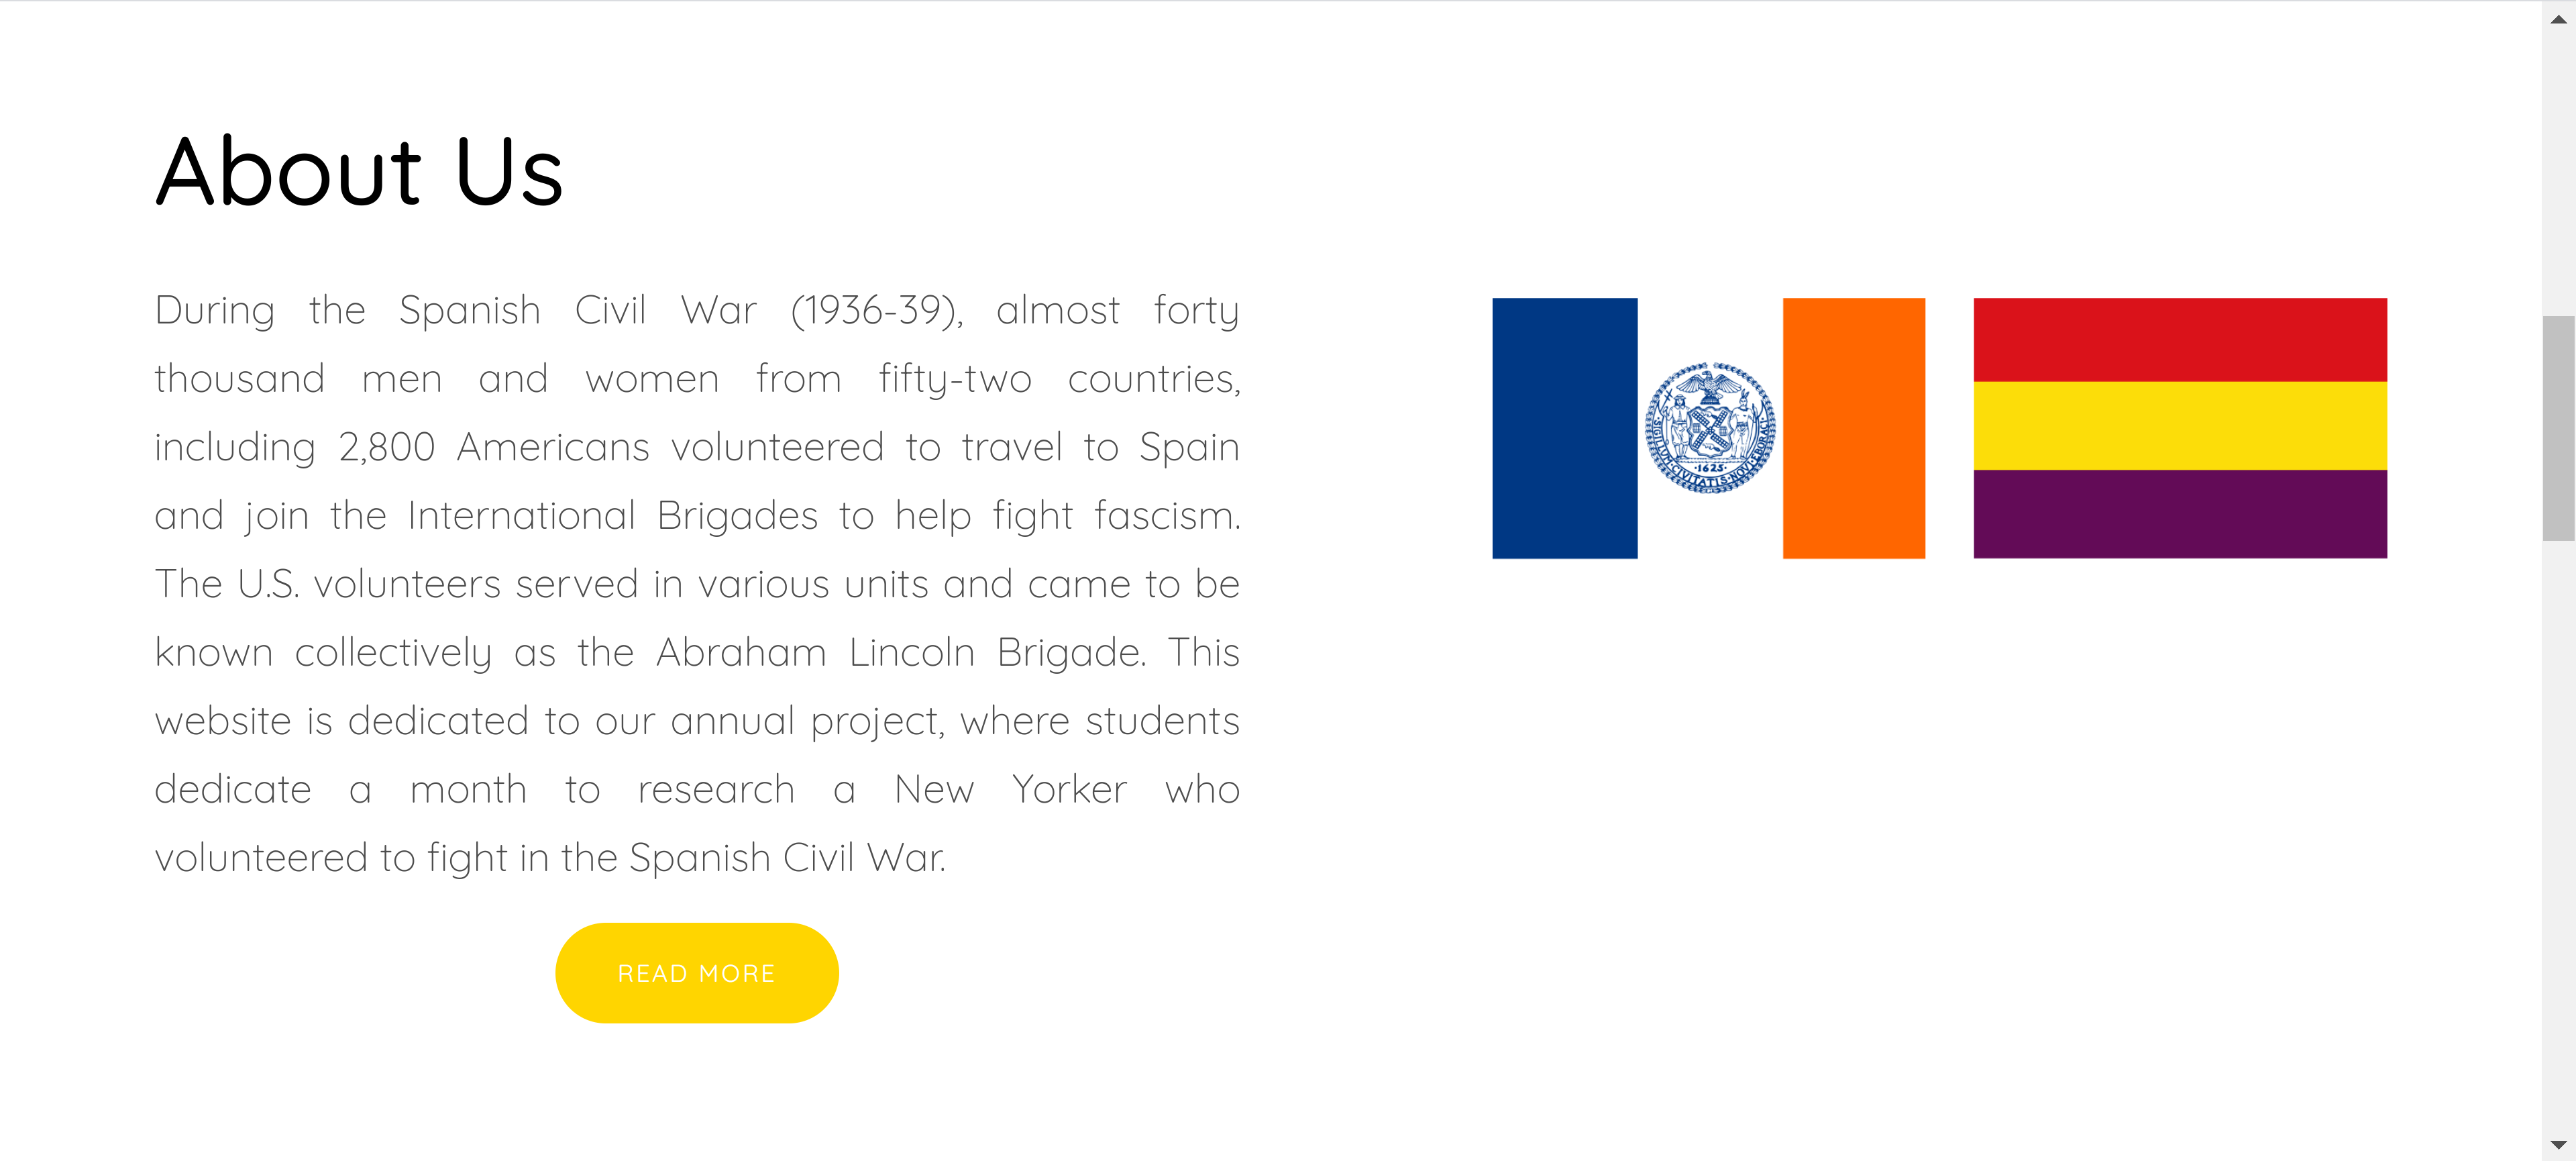 About Us
During the Spanish Civil War (1936-39), almost forty
thousand men and women from fifty-two countries,
including 2,800 Americans volunteered to travel to Spain
and join the International Brigades to help fight fascism.
The U.S. volunteers served in various units and came to be
known collectively as the Abraham Lincoln Brigade. This
website is dedicated to our annual project, where students
dedicate a month to research a New Yorker who
volunteered to fight in the Spanish Civil War.
READ MORE
·1625·
·SIGILLUM·CIVITATIS·NOVI·EBORACI·